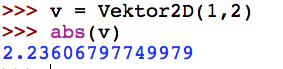 >>> v = Vektor2D(1,2)
>>> abs(v)
2.23606797749979